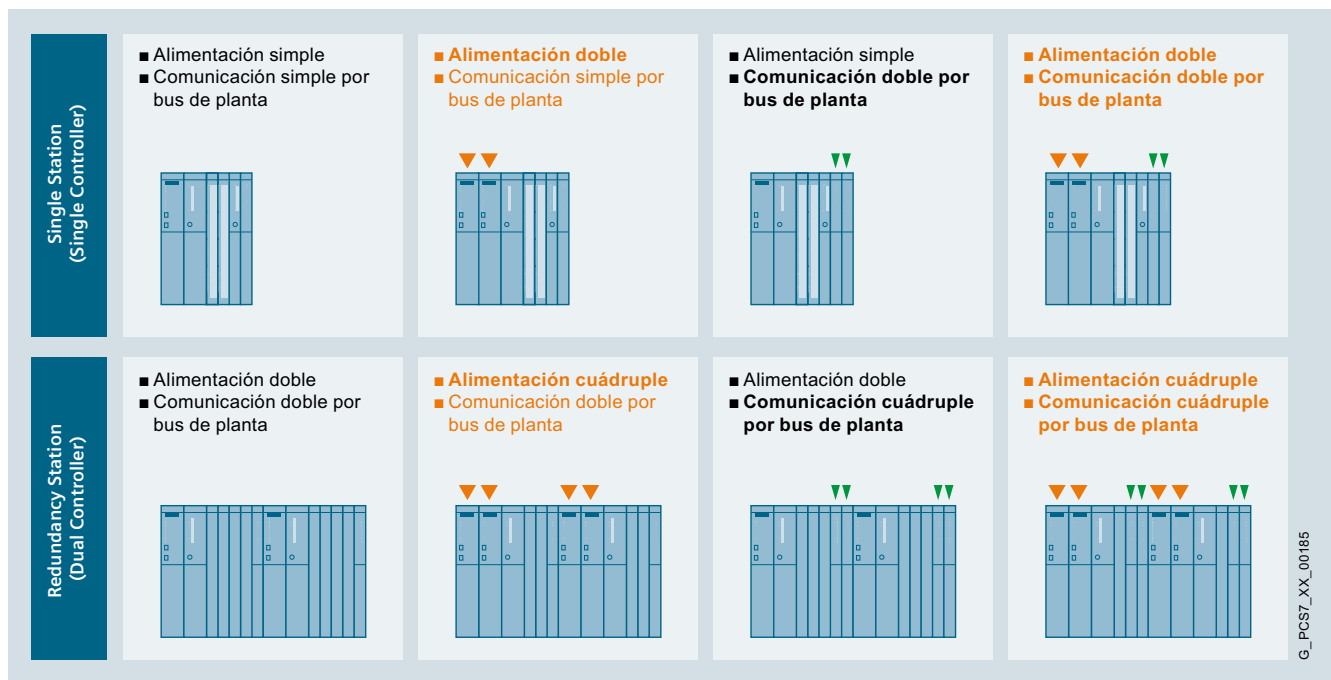 Single Station
(Single Controller)
■ Alimentación simple
■ Comunicación simple por
bus de planta
■ Alimentación doble
■ Comunicación simple por
bus de planta
■ Alimentación simple
■ Comunicación doble por
bus de planta
■ Alimentación doble
■ Comunicación doble por
bus de planta
Redundancy Station
(Dual Controller)
■ Alimentación doble
■ Comunicación doble por
bus de planta
■ Alimentación cuádruple
■ Comunicación doble por
bus de planta
■ Alimentación doble
■ Comunicación cuádruple
por bus de planta
■ Alimentación cuádruple
■ Comunicación cuádruple
por bus de planta
G_PCS7_XX_00185